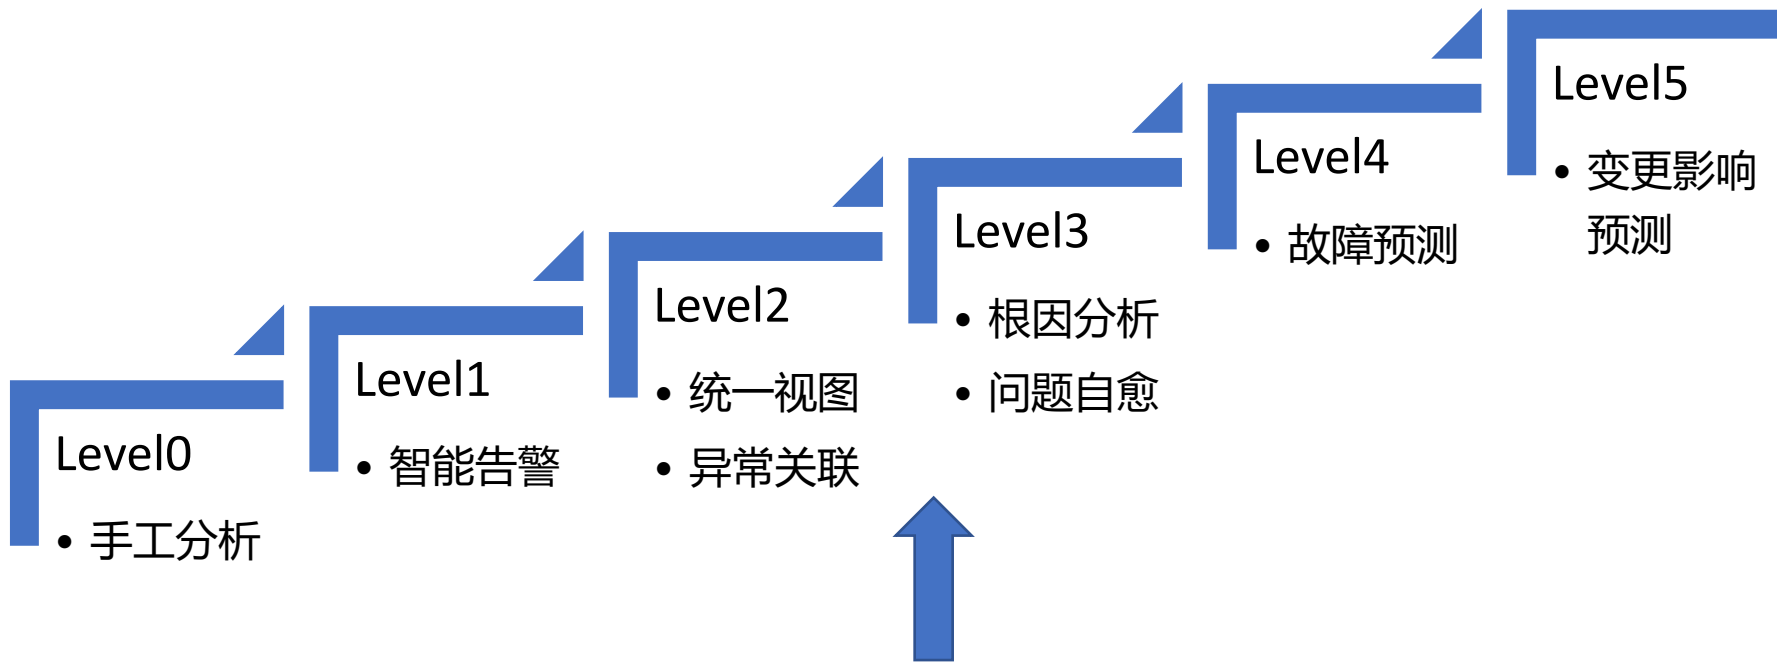 Level0
• 手工分析
Level1
• 智能告警
Level2
• 统一视图
• 异常关联
Level3
• 根因分析
• 问题自愈
Level4
• 故障预测
Level5
• 变更影响
预测